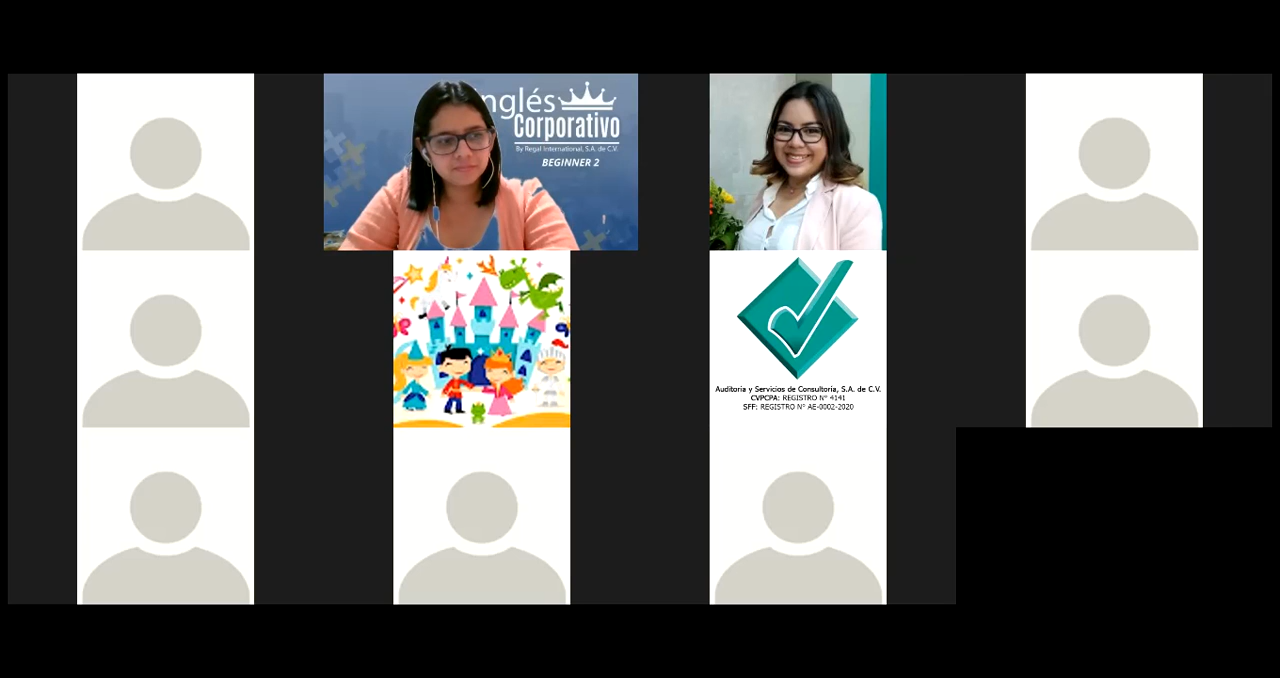 nglés
Corporativo
By Regal International, S.A. de C.V.
BEGINNER 2
Auditoría y Servicios de Consultoría, S.A. de C.V.
CVPCPA: REGISTRO N° 4141
SFF: REGISTRO N° AE-0002-2020